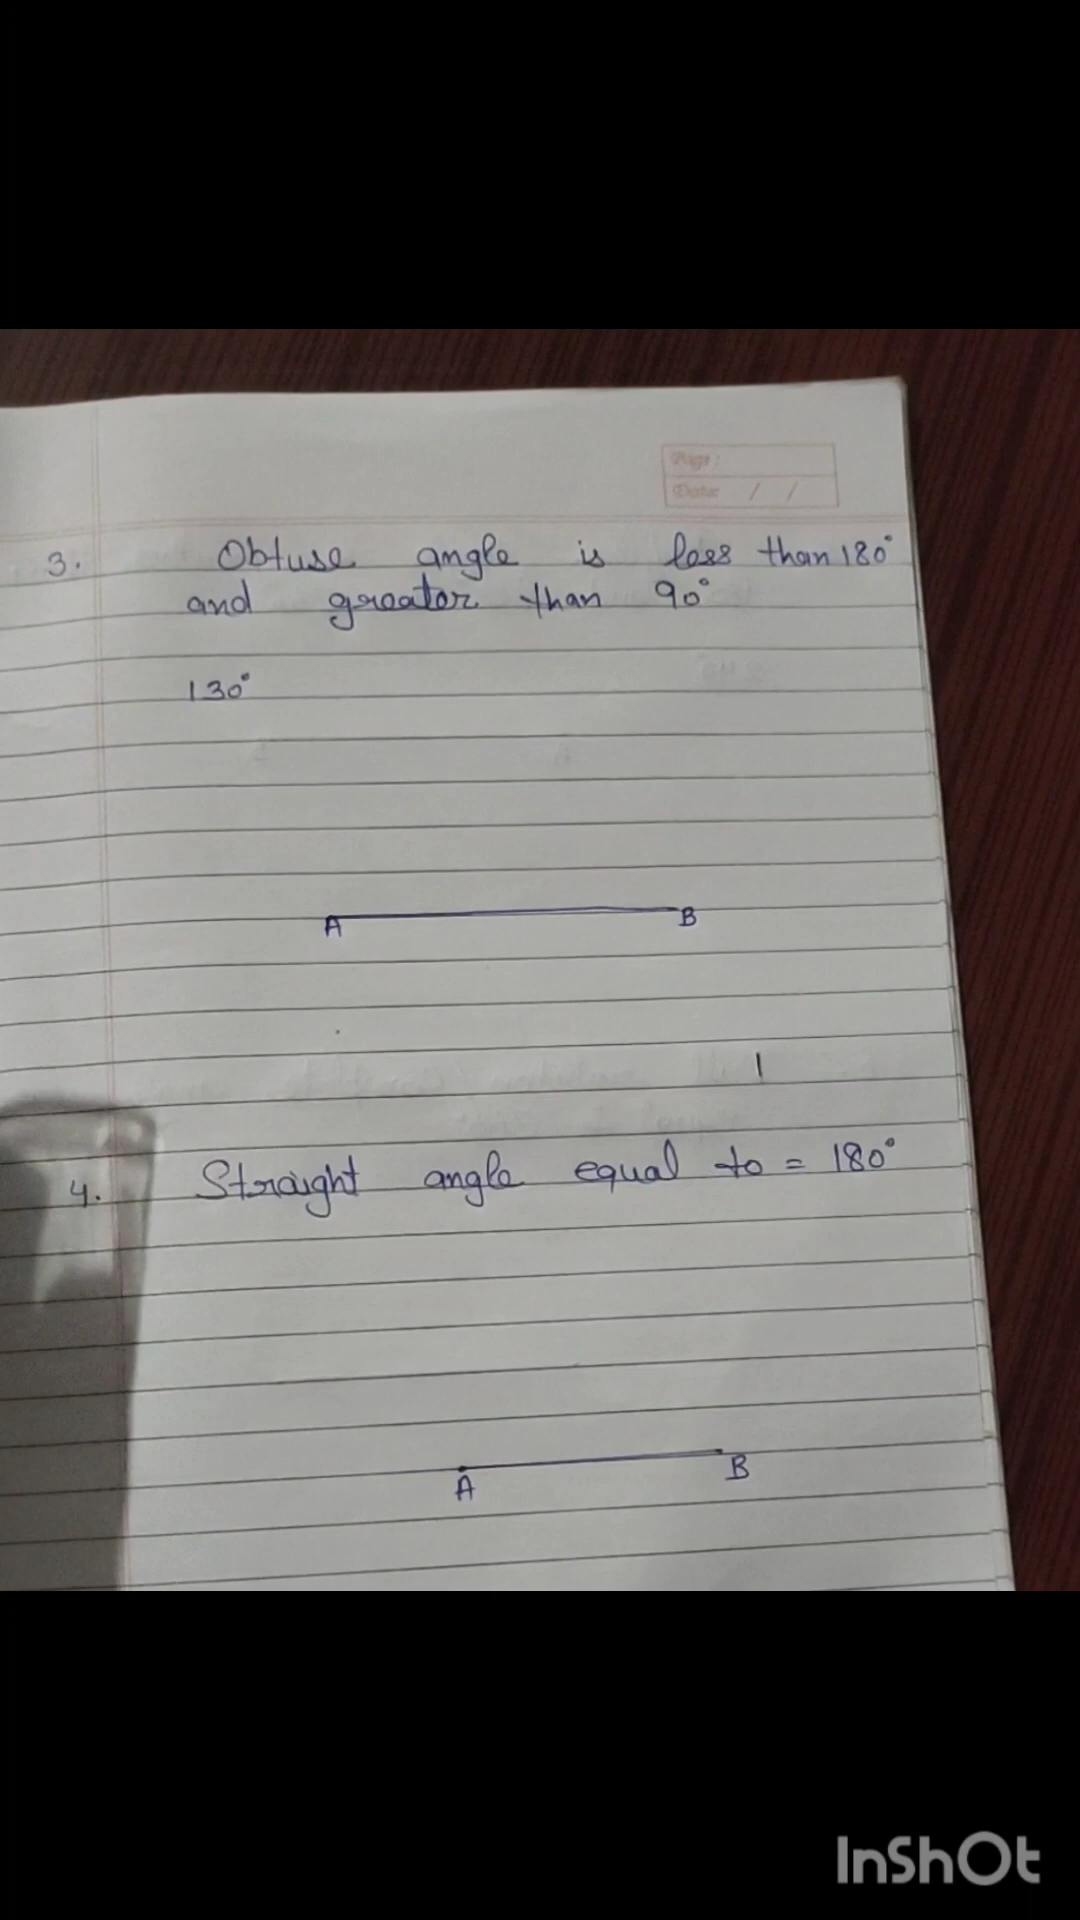 Page:
Date: / /
3. Obtuse angle is less than 180°
and greater than 90°
130°
A B
4. Straight angle equal to = 180°
A B
InShOt